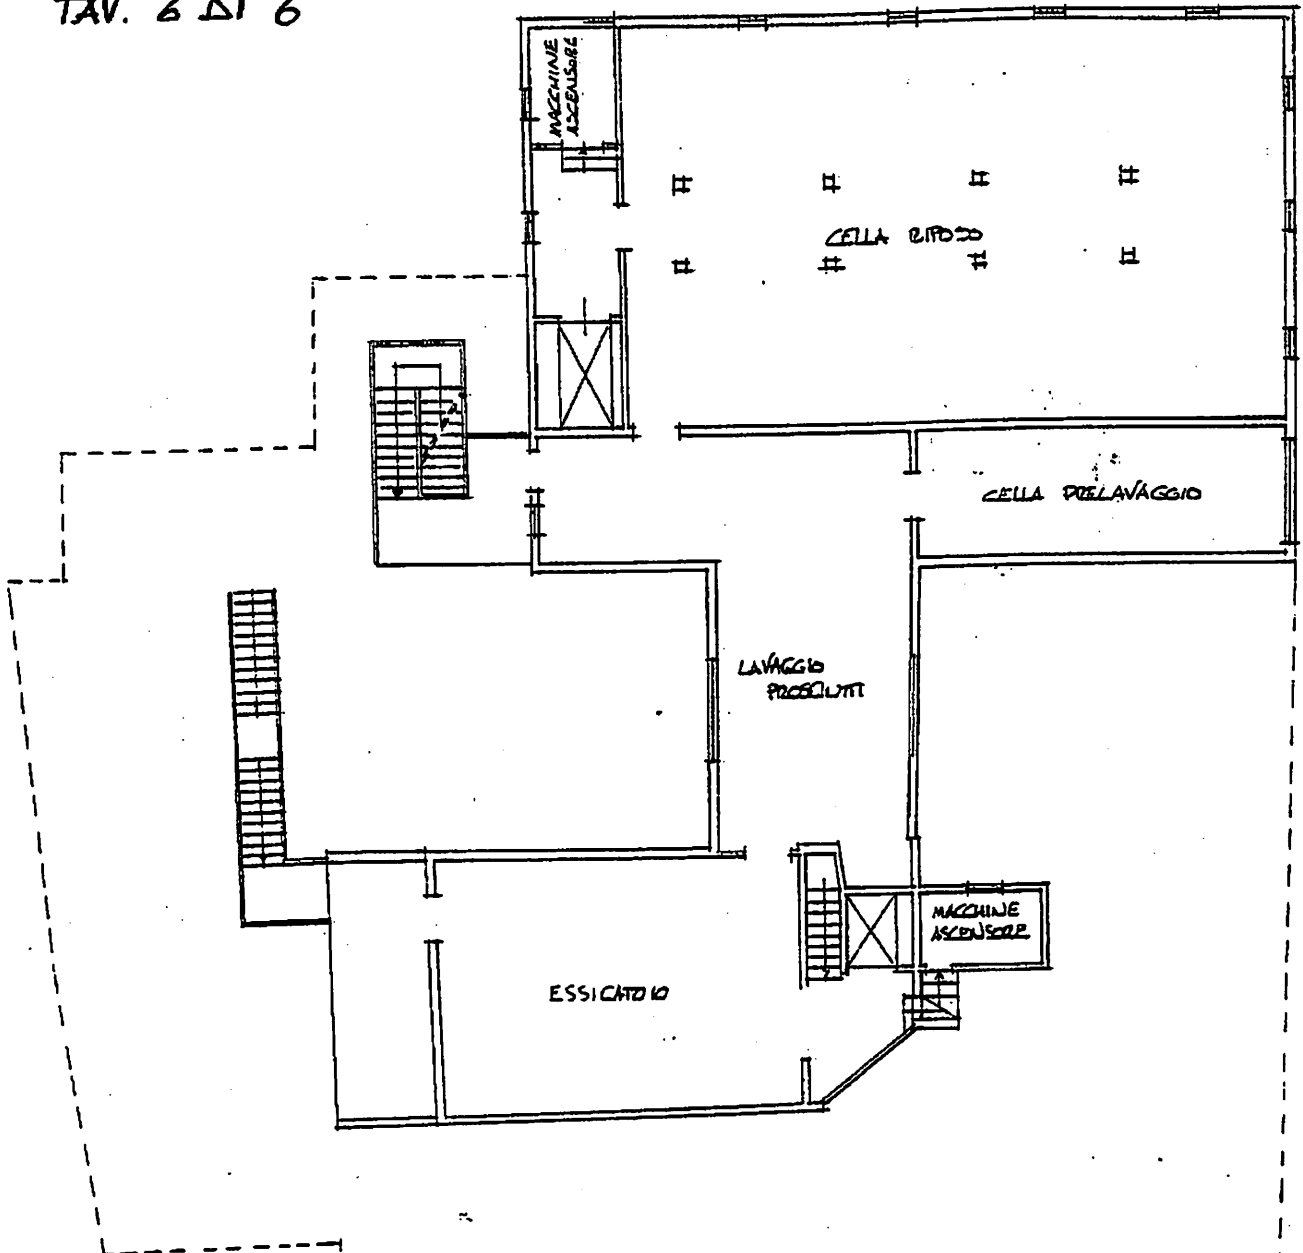 TAV. 6 DI 6
MACCHINE
ASCENSORE
CELLA RIPOSO
CELLA PRELAVAGGIO
LAVAGGIO
PROSCIUTTI
MACCHINE
ASCENSORE
ESSICATOIO